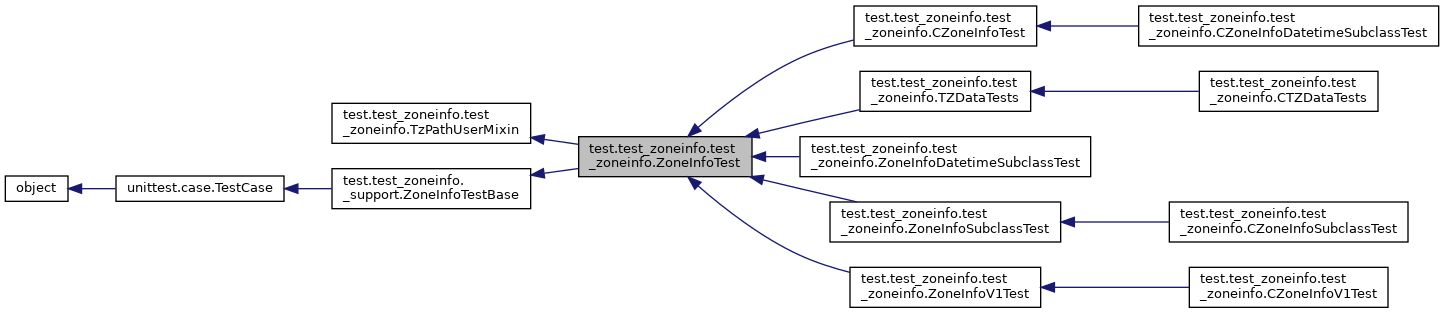 object
unittest.case.TestCase
test.test_zoneinfo.test
_zoneinfo.TzPathUserMixin
test.test_zoneinfo.
_support.ZoneInfoTestBase
test.test_zoneinfo.test
_zoneinfo.ZoneInfoTest
test.test_zoneinfo.test
_zoneinfo.CZoneInfoTest
test.test_zoneinfo.test
_zoneinfo.CZoneInfoDatetimeSubclassTest
test.test_zoneinfo.test
_zoneinfo.TZDataTests
test.test_zoneinfo.test
_zoneinfo.CTZDataTests
test.test_zoneinfo.test
_zoneinfo.ZoneInfoDatetimeSubclassTest
test.test_zoneinfo.test
_zoneinfo.ZoneInfoSubclassTest
test.test_zoneinfo.test
_zoneinfo.CZoneInfoSubclassTest
test.test_zoneinfo.test
_zoneinfo.ZoneInfoV1Test
test.test_zoneinfo.test
_zoneinfo.CZoneInfoV1Test